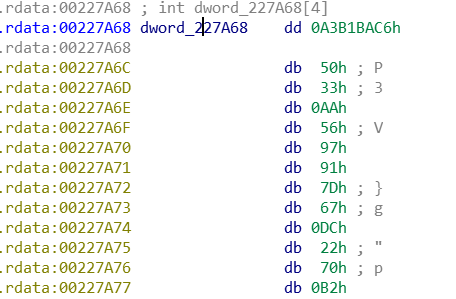 .rdata:00227A68 ; int dword_227A68[4]
.rdata:00227A68 dword_227A68 dd 0A3B1BAC6h
.rdata:00227A68
.rdata:00227A6C db 50h ; P
.rdata:00227A6D db 33h ; 3
.rdata:00227A6E db 0AAh
.rdata:00227A6F db 56h ; V
.rdata:00227A70 db 97h
.rdata:00227A71 db 91h
.rdata:00227A72 db 7Dh ; }
.rdata:00227A73 db 67h ; g
.rdata:00227A74 db 0DCh
.rdata:00227A75 db 22h ; "
.rdata:00227A76 db 70h ; p
.rdata:00227A77 db 0B2h